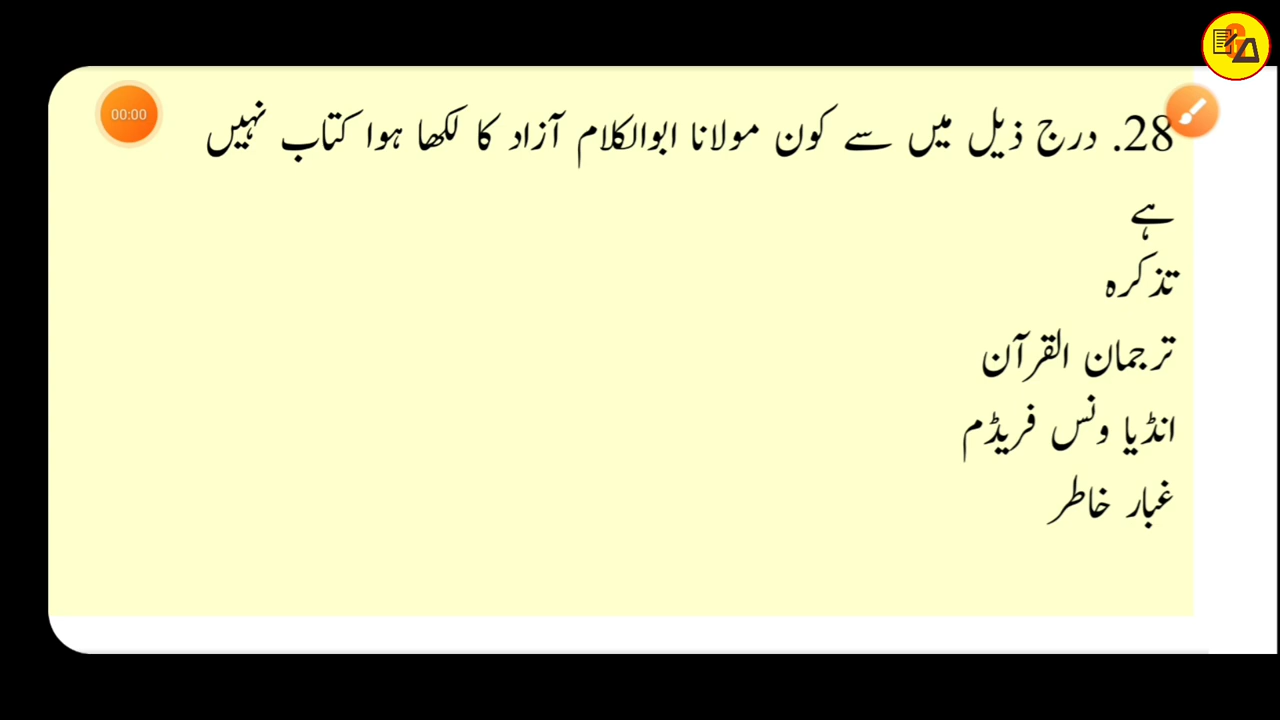 00:00
28. درج ذیل میں سے کون مولانا ابوالکلام آزاد کا لکھا ہوا کتاب نہیں
ہے
تذکرہ
ترجمان القرآن
انڈیا ونس فریڈم
غبار خاطر